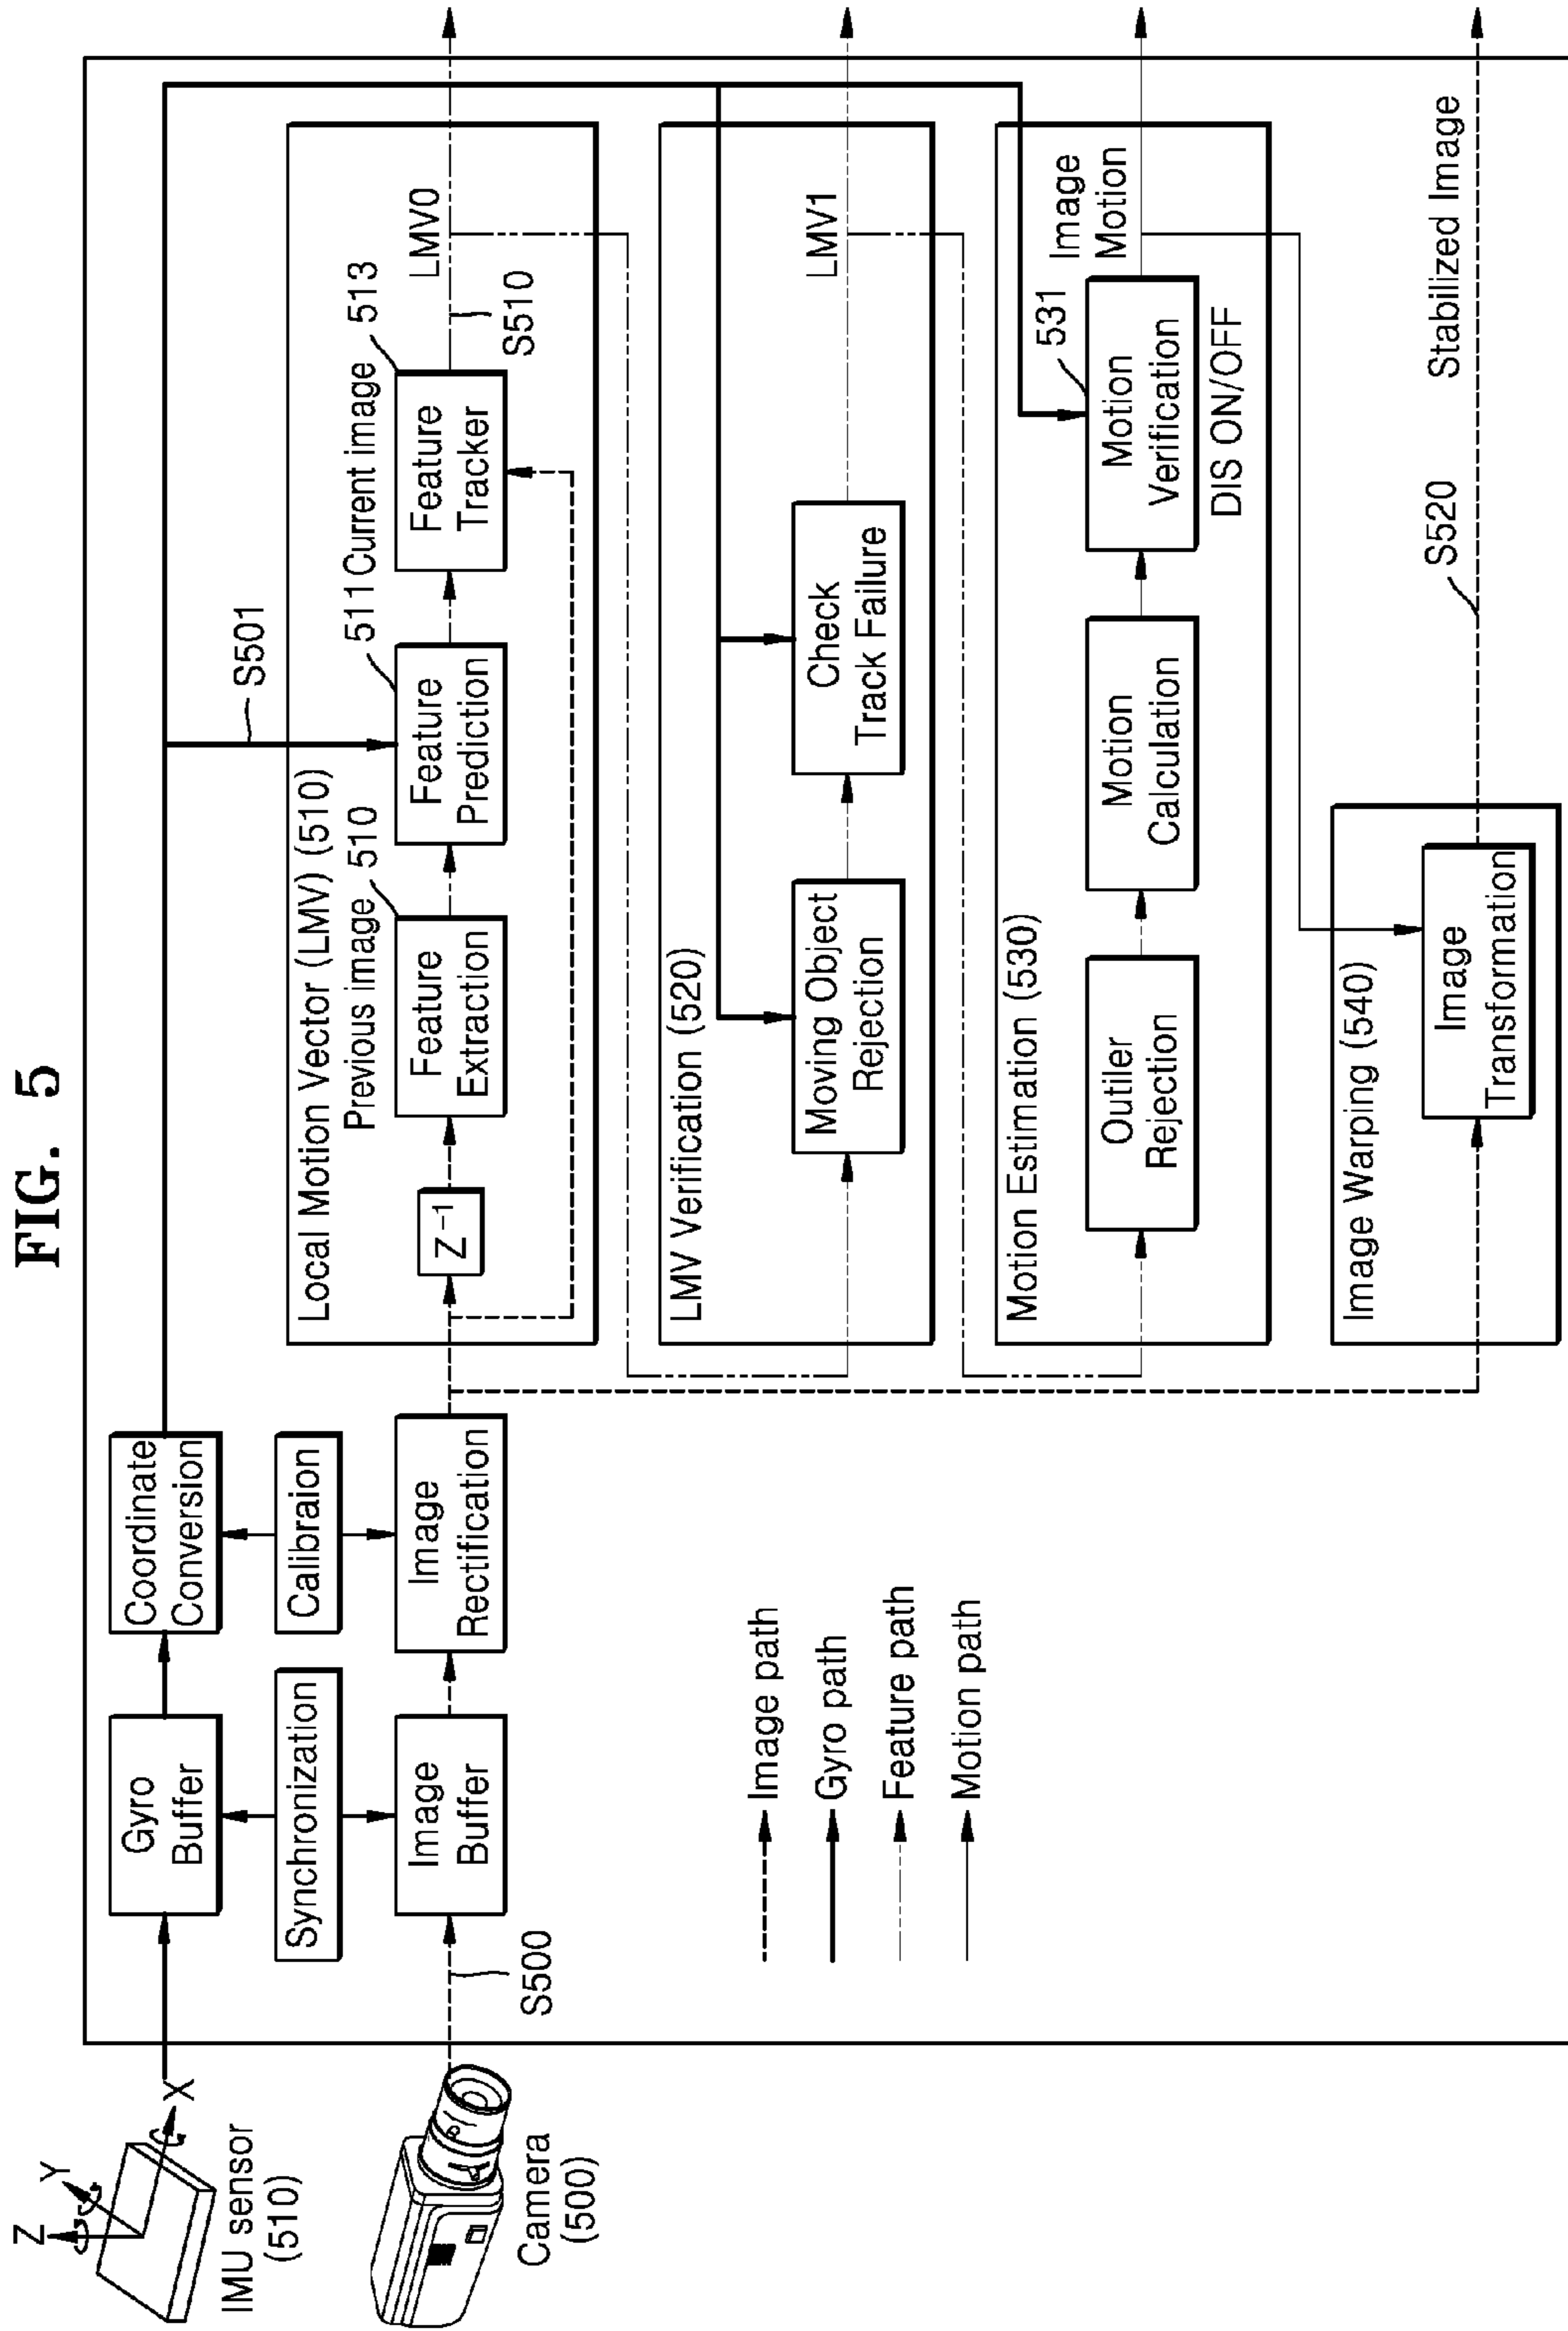 FIG. 5
Z
Y
X
IMU sensor
(510)
Camera
(500)
S500
Gyro
Buffer
Synchronization
Image
Buffer
Coordinate
Conversion
Calibraion
Image
Rectification
S501
Local Motion Vector (LMV) (510)
Z⁻¹
Previous image 510
Feature
Extraction
511
Feature
Prediction
Current image 513
Feature
Tracker
LMV0
S510
LMV Verification (520)
Moving Object
Rejection
Check
Track Failure
LMV1
Motion Estimation (530)
Outiler
Rejection
Motion
Calculation
531
Motion
Verification
DIS ON/OFF
Image
Motion
Image Warping (540)
Image
Transformation
S520
Stabilized Image
Image path
Gyro path
Feature path
Motion path